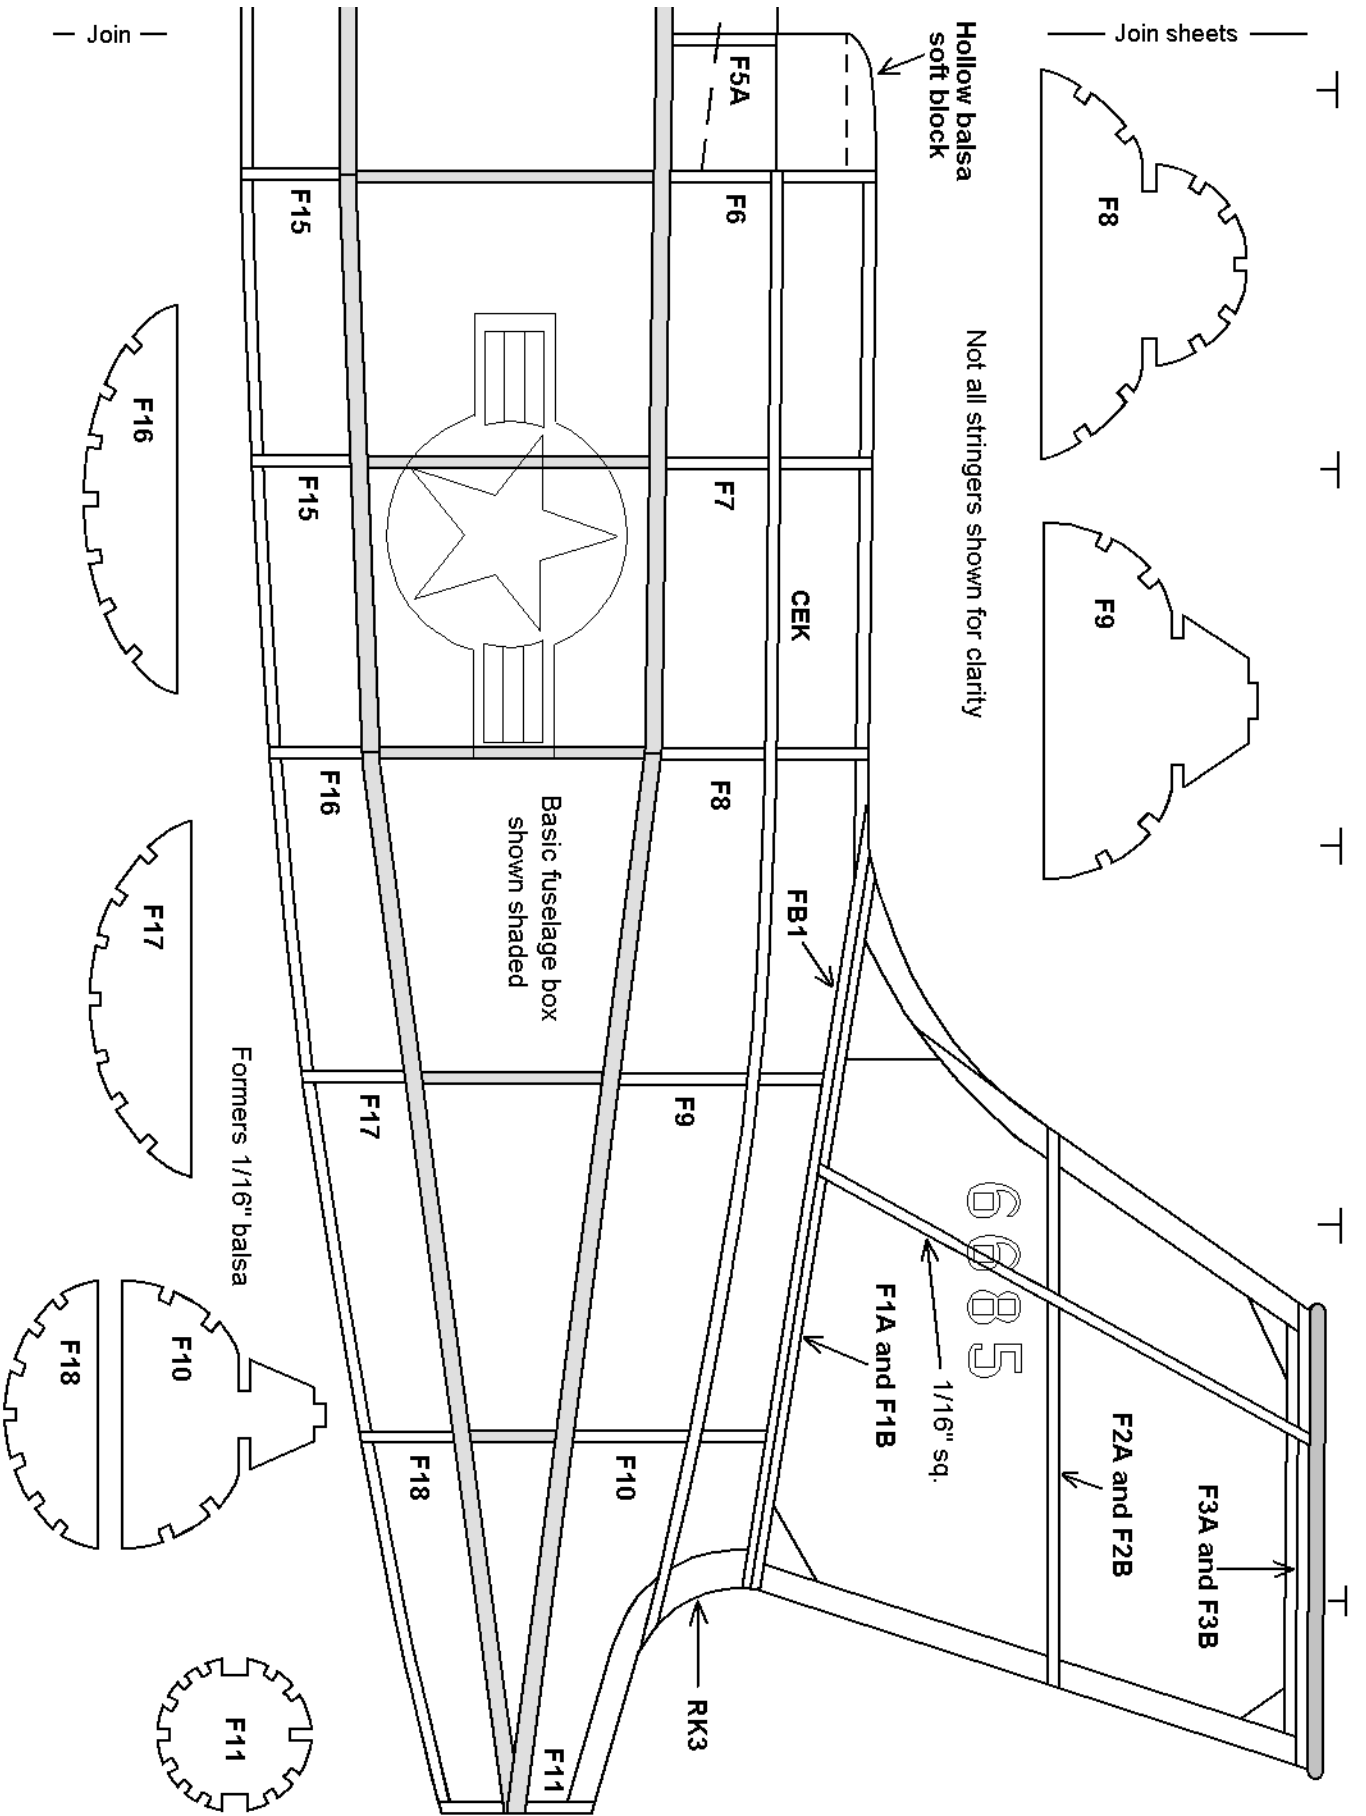 Join
Join sheets
Hollow balsa
soft block
F5A
F8
F15
F6
Not all stringers shown for clarity
F16
F15
F7
CEK
F9
F16
F8
Basic fuselage box
shown shaded
FB1
F17
Formers 1/16" balsa
F17
F9
66685
F1A and F1B
1/16" sq.
F2A and F2B
F3A and F3B
F18
F10
F18
F10
RK3
F11
F11